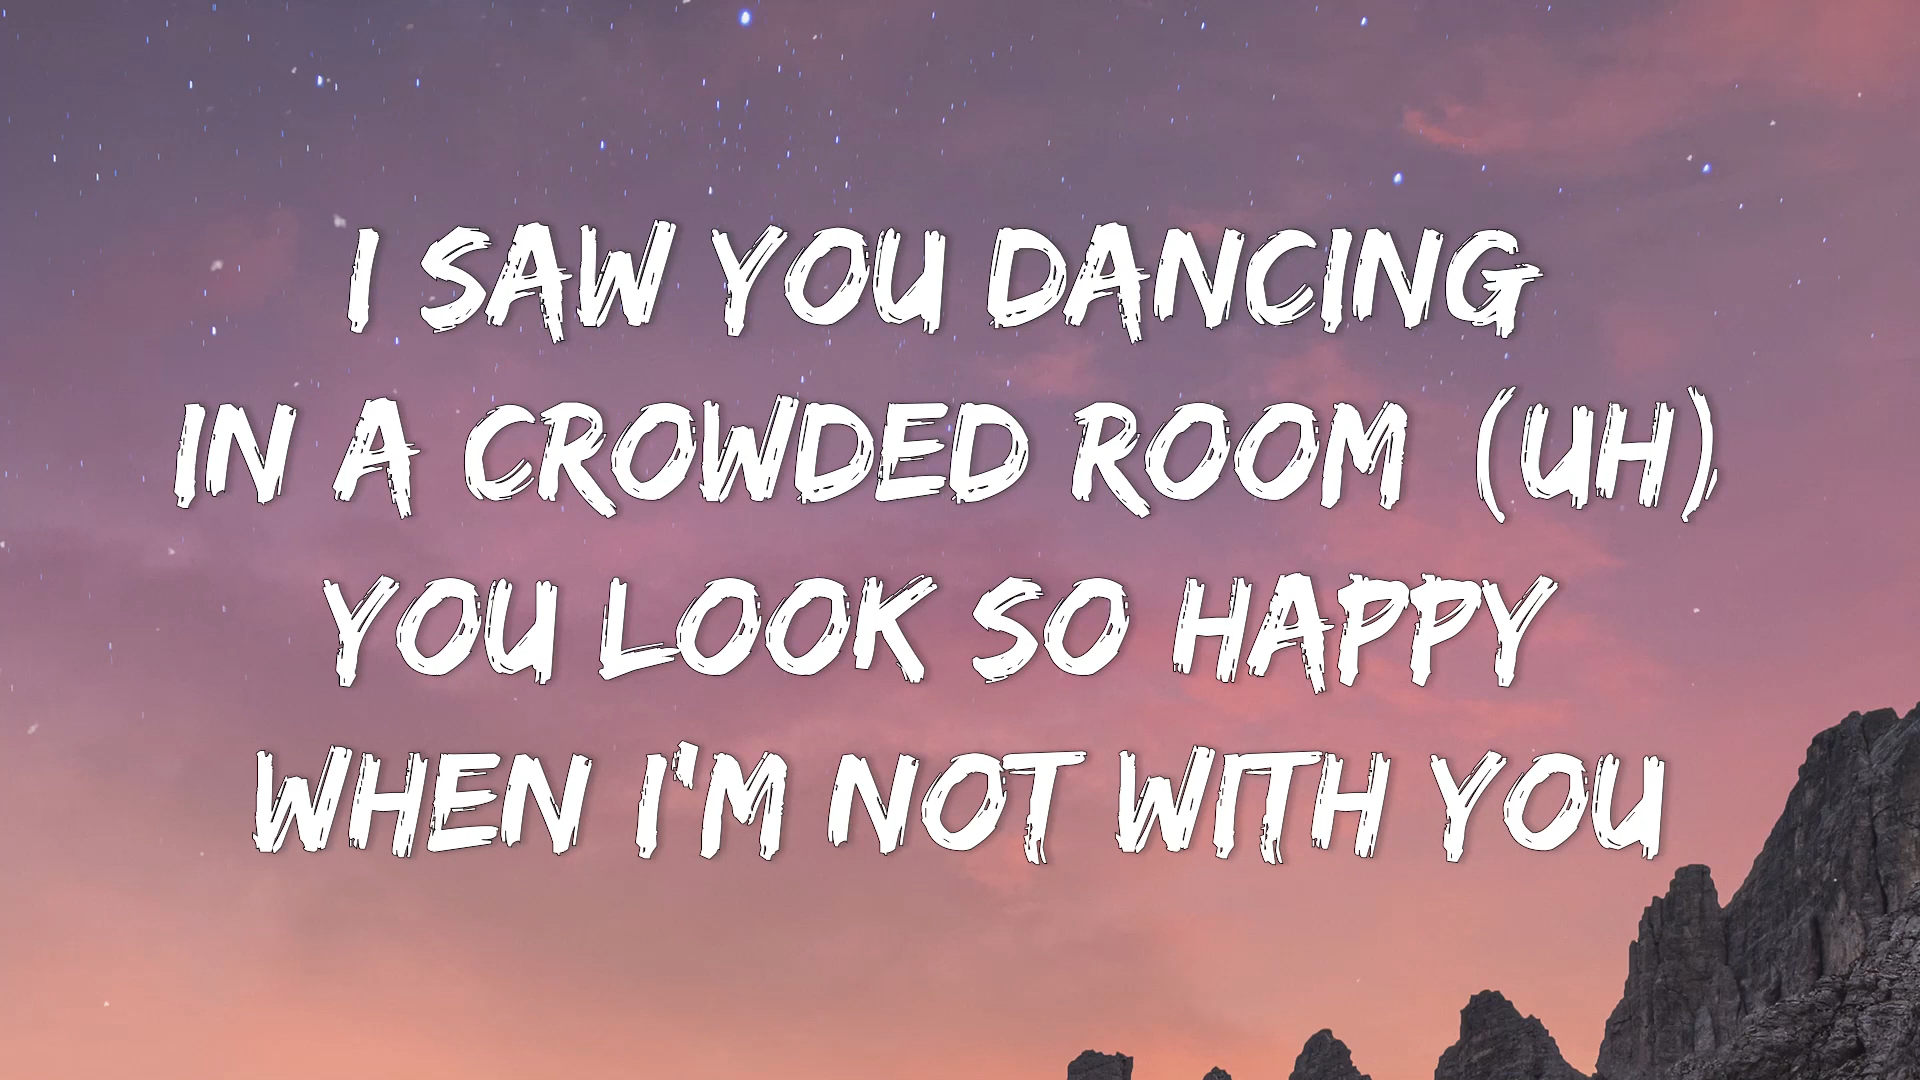 I SAW YOU DANCING
IN A CROWDED ROOM (UH)
YOU LOOK SO HAPPY
WHEN I'M NOT WITH YOU